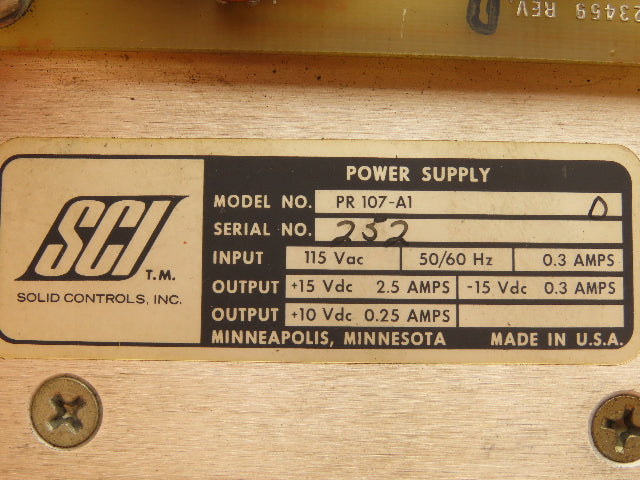 23459 REV.
SCI T.M.
SOLID CONTROLS, INC.
POWER SUPPLY
MODEL NO. PR 107-A1 D
SERIAL NO. 252
INPUT 115 Vac 50/60 Hz 0.3 AMPS
OUTPUT +15 Vdc 2.5 AMPS -15 Vdc 0.3 AMPS
OUTPUT +10 Vdc 0.25 AMPS
MINNEAPOLIS, MINNESOTA MADE IN U.S.A.